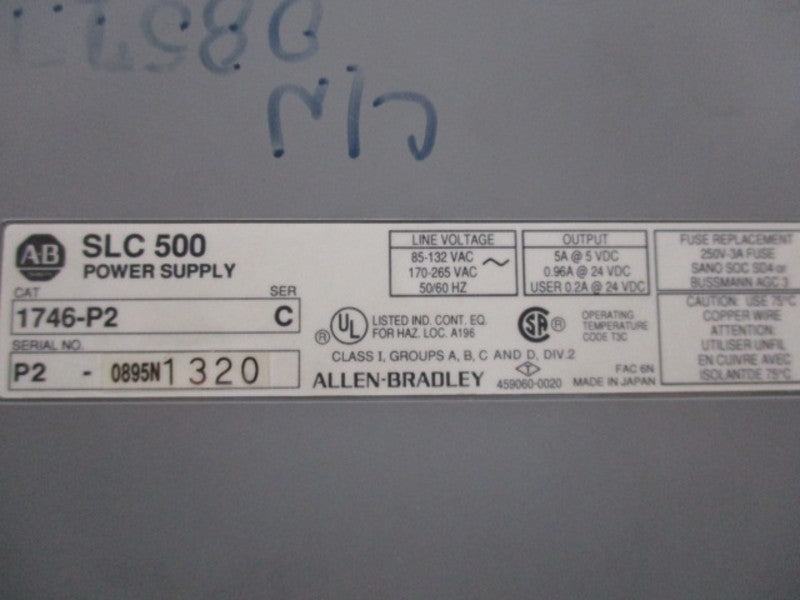 AB
SLC 500
POWER SUPPLY
CAT
SER
1746-P2
C
SERIAL NO.
P2 - 0895N1320
LINE VOLTAGE
85-132 VAC
170-265 VAC
50/60 HZ
OUTPUT
5A @ 5 VDC
0.96A @ 24 VDC
USER 0.2A @ 24 VDC
FUSE REPLACEMENT
250V-3A FUSE
SANO SOC SD4 or
BUSSMANN AGC 3
® UL LISTED IND. CONT. EQ.
FOR HAZ. LOC. A196
SA ®
OPERATING
TEMPERATURE
CODE T3C
CLASS I, GROUPS A, B, C AND D, DIV.2
ALLEN-BRADLEY
T
459060-0020
FAC 6N
MADE IN JAPAN
CAUTION: USE 75°C
COPPER WIRE
ATTENTION:
UTILISER UNFIL
EN CUIVRE AVEC
ISOLANTDE 75°C